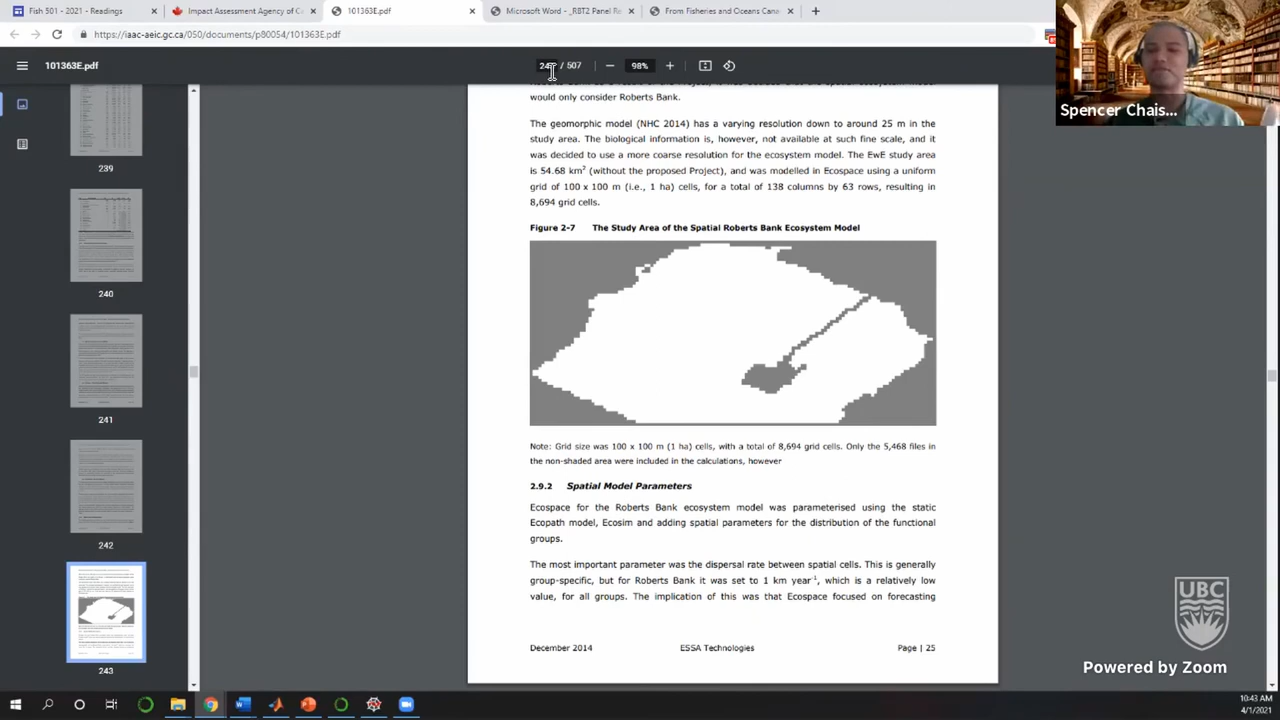 Fish 501 - 2021 - Readings
Impact Assessment Agency of C
101363E.pdf
Microsoft Word - _RBT2 Panel Re
From Fisheries and Oceans Cana
https://iaac-aeic.gc.ca/050/documents/p80054/101363E.pdf
101363E.pdf
/ 507
98%
Spencer Chais...
would only consider Roberts Bank.
The geomorphic model (NHC 2014) has a varying resolution down to around 25 m in the
study area. The biological information is, however, not available at such fine scale, and it
was decided to use a more coarse resolution for the ecosystem model. The EwE study area
is 54.68 km² (without the proposed Project), and was modelled in Ecospace using a uniform
grid of 100 x 100 m (i.e., 1 ha) cells, for a total of 138 columns by 63 rows, resulting in
8,694 grid cells.
Figure 2-7 The Study Area of the Spatial Roberts Bank Ecosystem Model
Note: Grid size was 100 x 100 m (1 ha) cells, with a total of 8,694 grid cells. Only the 5,468 files in
the non-shaded area were included in the calculations, however
2.9.2 Spatial Model Parameters
Ecospace for the Roberts Bank ecosystem model was parameterised using the static
Ecopath model, Ecosim and adding spatial parameters for the distribution of the functional
groups.
The most important parameter was the dispersal rate between spatial cells. This is generally
group-specific, but for Roberts Bank it was set to 1 km year⁻¹, which is a relatively low
value, for all groups. The implication of this was that Ecospace focused on forecasting
December 2014 ESSA Technologies Page | 25
239
240
241
242
243
UBC
Powered by Zoom
10:43 AM
4/1/2021